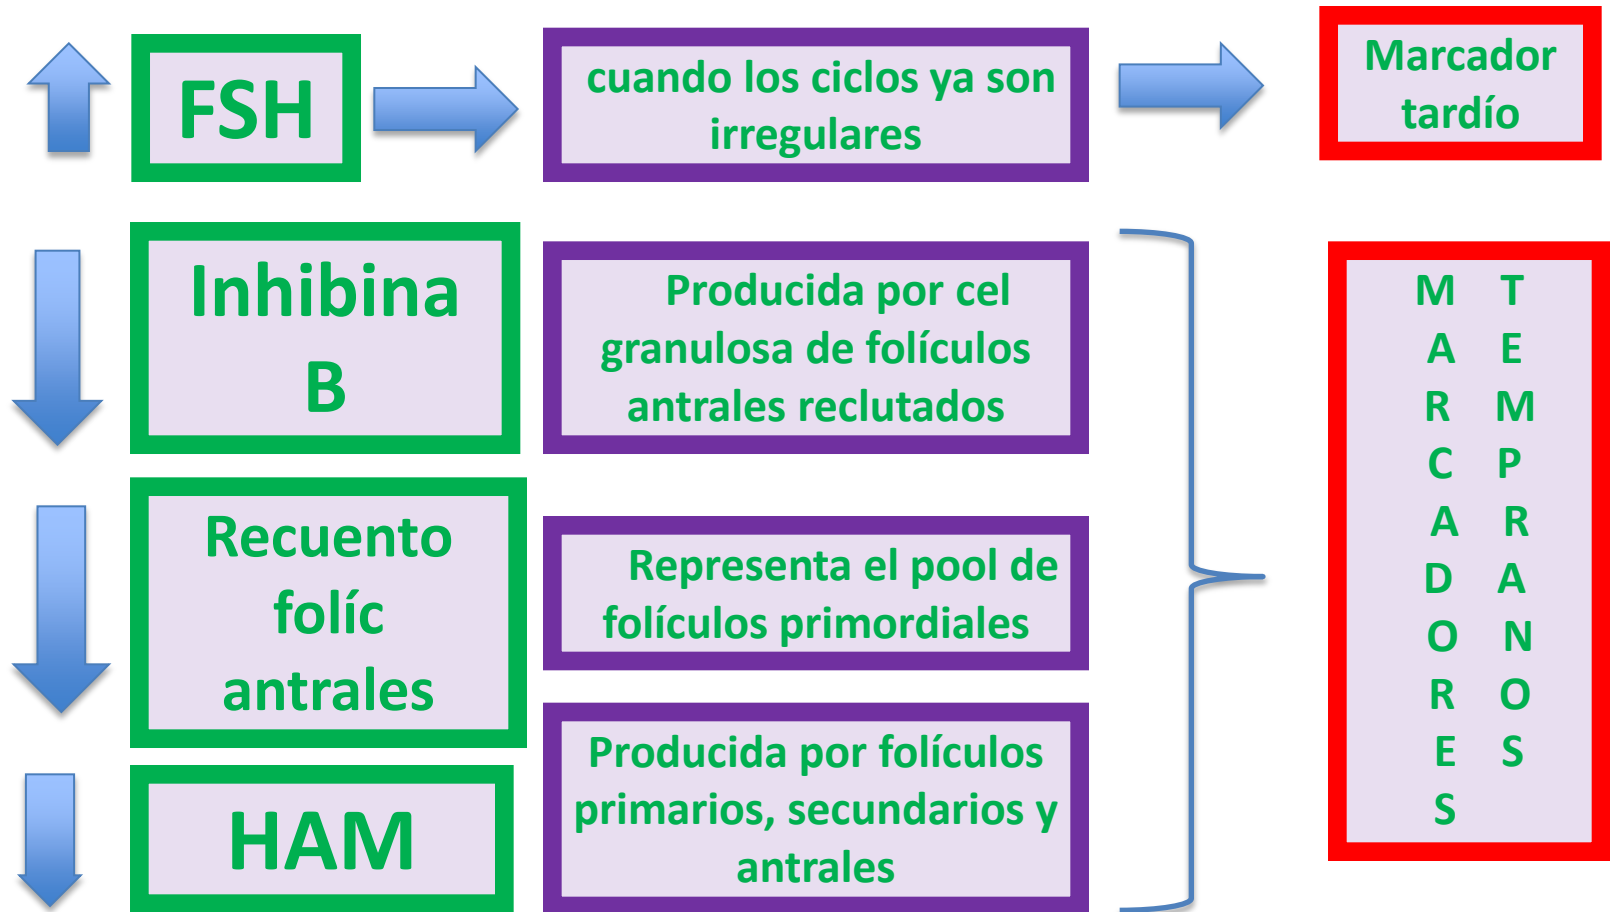 FSH
cuando los ciclos ya son
irregulares
Marcador
tardío
Inhibina
B
Producida por cel
granulosa de folículos
antrales reclutados
Recuento
folíc
antrales
Representa el pool de
folículos primordiales
HAM
Producida por folículos
primarios, secundarios y
antrales
M T
A E
R M
C P
A R
D A
O N
R O
E S
S